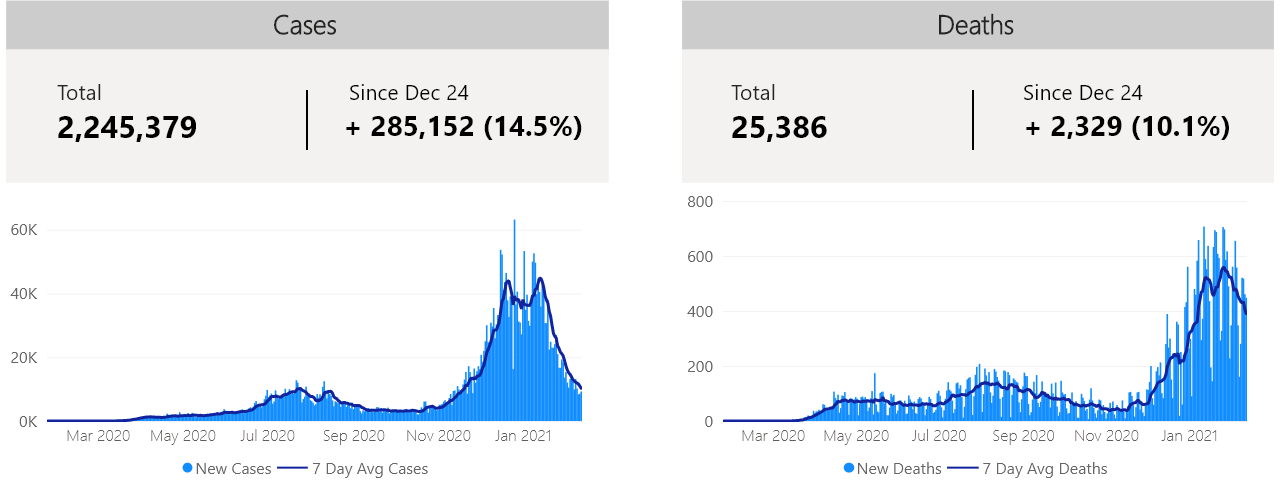 Cases
Total
2,245,379
Since Dec 24
+ 285,152 (14.5%)
60K
40K
20K
0K
Mar 2020 May 2020 Jul 2020 Sep 2020 Nov 2020 Jan 2021
New Cases 7 Day Avg Cases
Deaths
Total
25,386
Since Dec 24
+ 2,329 (10.1%)
800
600
400
200
0
Mar 2020 May 2020 Jul 2020 Sep 2020 Nov 2020 Jan 2021
New Deaths 7 Day Avg Deaths